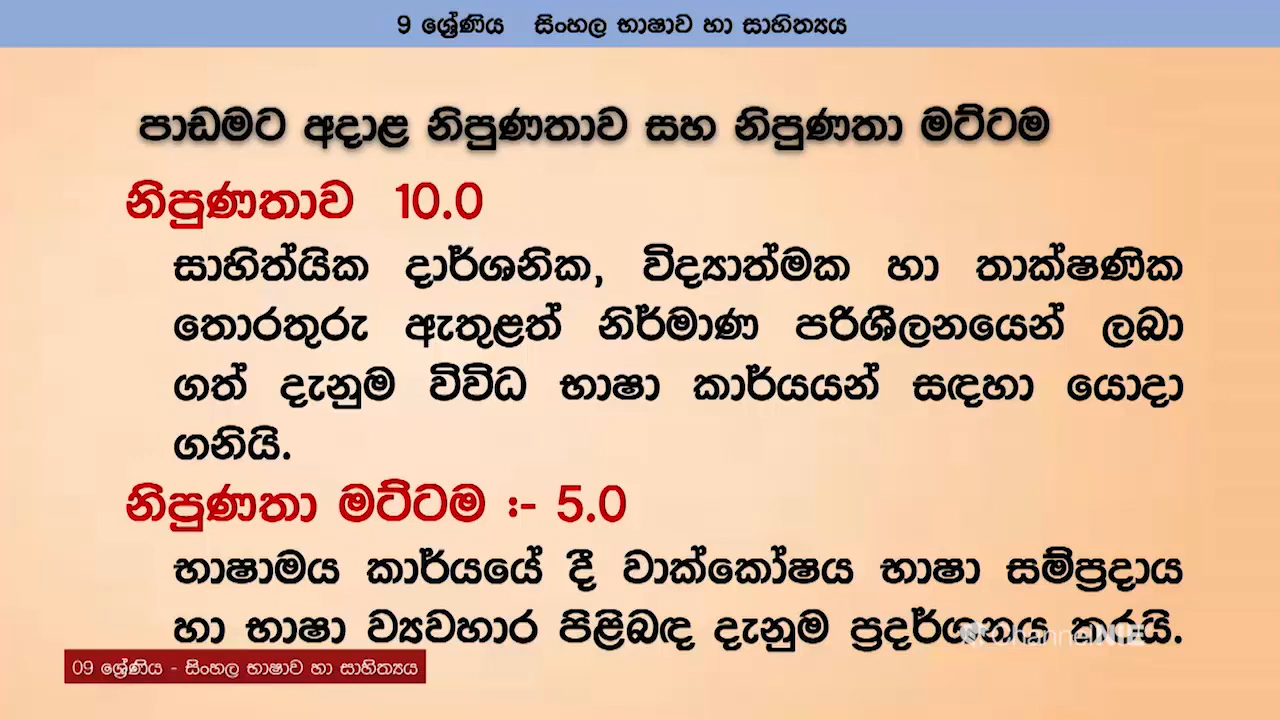 9 ශ්‍රේණිය සිංහල භාෂාව හා සාහිත්‍යය
පාඩමට අදාළ නිපුණතාව සහ නිපුණතා මට්ටම
නිපුණතාව 10.0
සාහිත්යික දාර්ශනික, විද්‍යාත්මක හා තාක්ෂණික
තොරතුරු ඇතුළත් නිර්මාණ පරිශීලනයෙන් ලබා
ගත් දැනුම විවිධ භාෂා කාර්යයන් සඳහා යොදා
ගනියි.
නිපුණතා මට්ටම :- 5.0
භාෂාමය කාර්යයේ දී වාක්කෝෂය භාෂා සම්ප්‍රදාය
හා භාෂා ව්‍යවහාර පිළිබඳ දැනුම ප්‍රදර්ශනය කරයි.
channelNIE
09 ශ්‍රේණිය - සිංහල භාෂාව හා සාහිත්‍යය